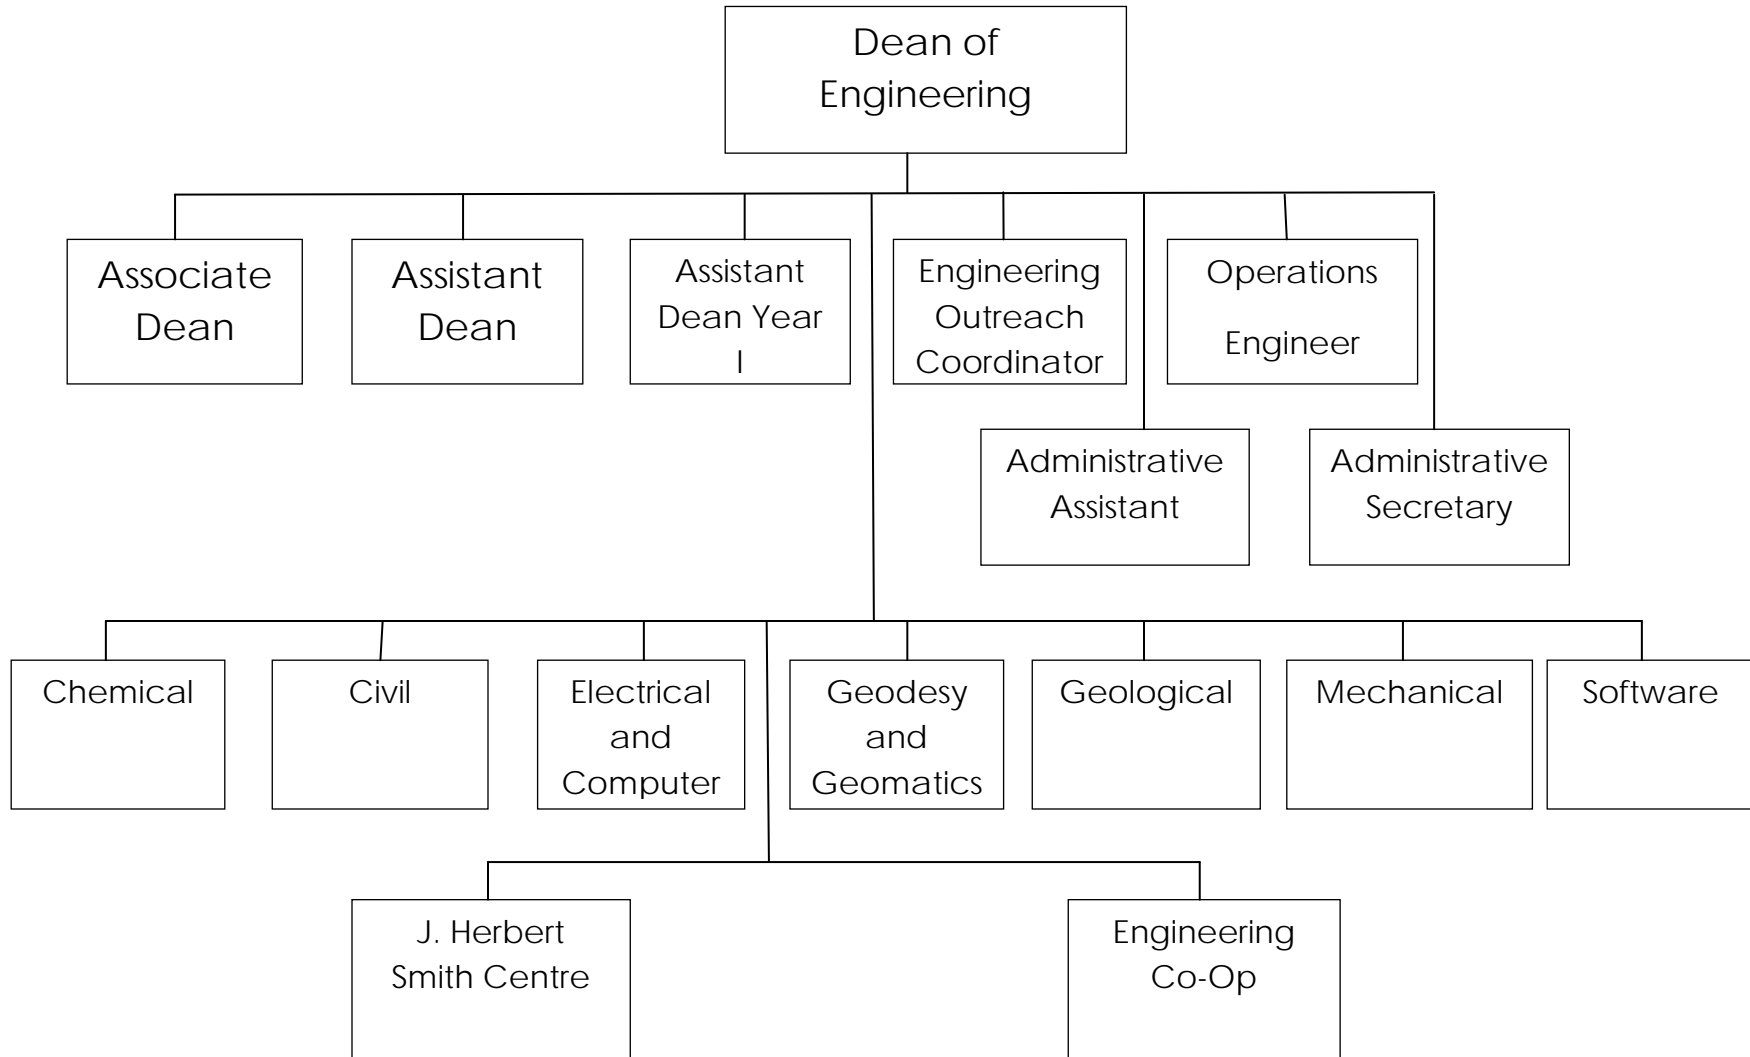 Dean of
Engineering
Associate
Dean
Assistant
Dean
Assistant
Dean Year
I
Engineering
Outreach
Coordinator
Operations
Engineer
Administrative
Assistant
Administrative
Secretary
Chemical
Civil
Electrical
and
Computer
Geodesy
and
Geomatics
Geological
Mechanical
Software
J. Herbert
Smith Centre
Engineering
Co-Op